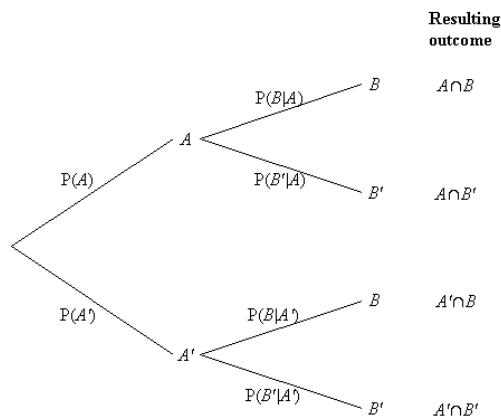 Resulting
outcome
B A∩B
P(B|A)
A
P(A)
P(B'|A)
B' A∩B'
P(A')
P(B|A')
B A'∩B
A'
P(B'|A')
B' A'∩B'